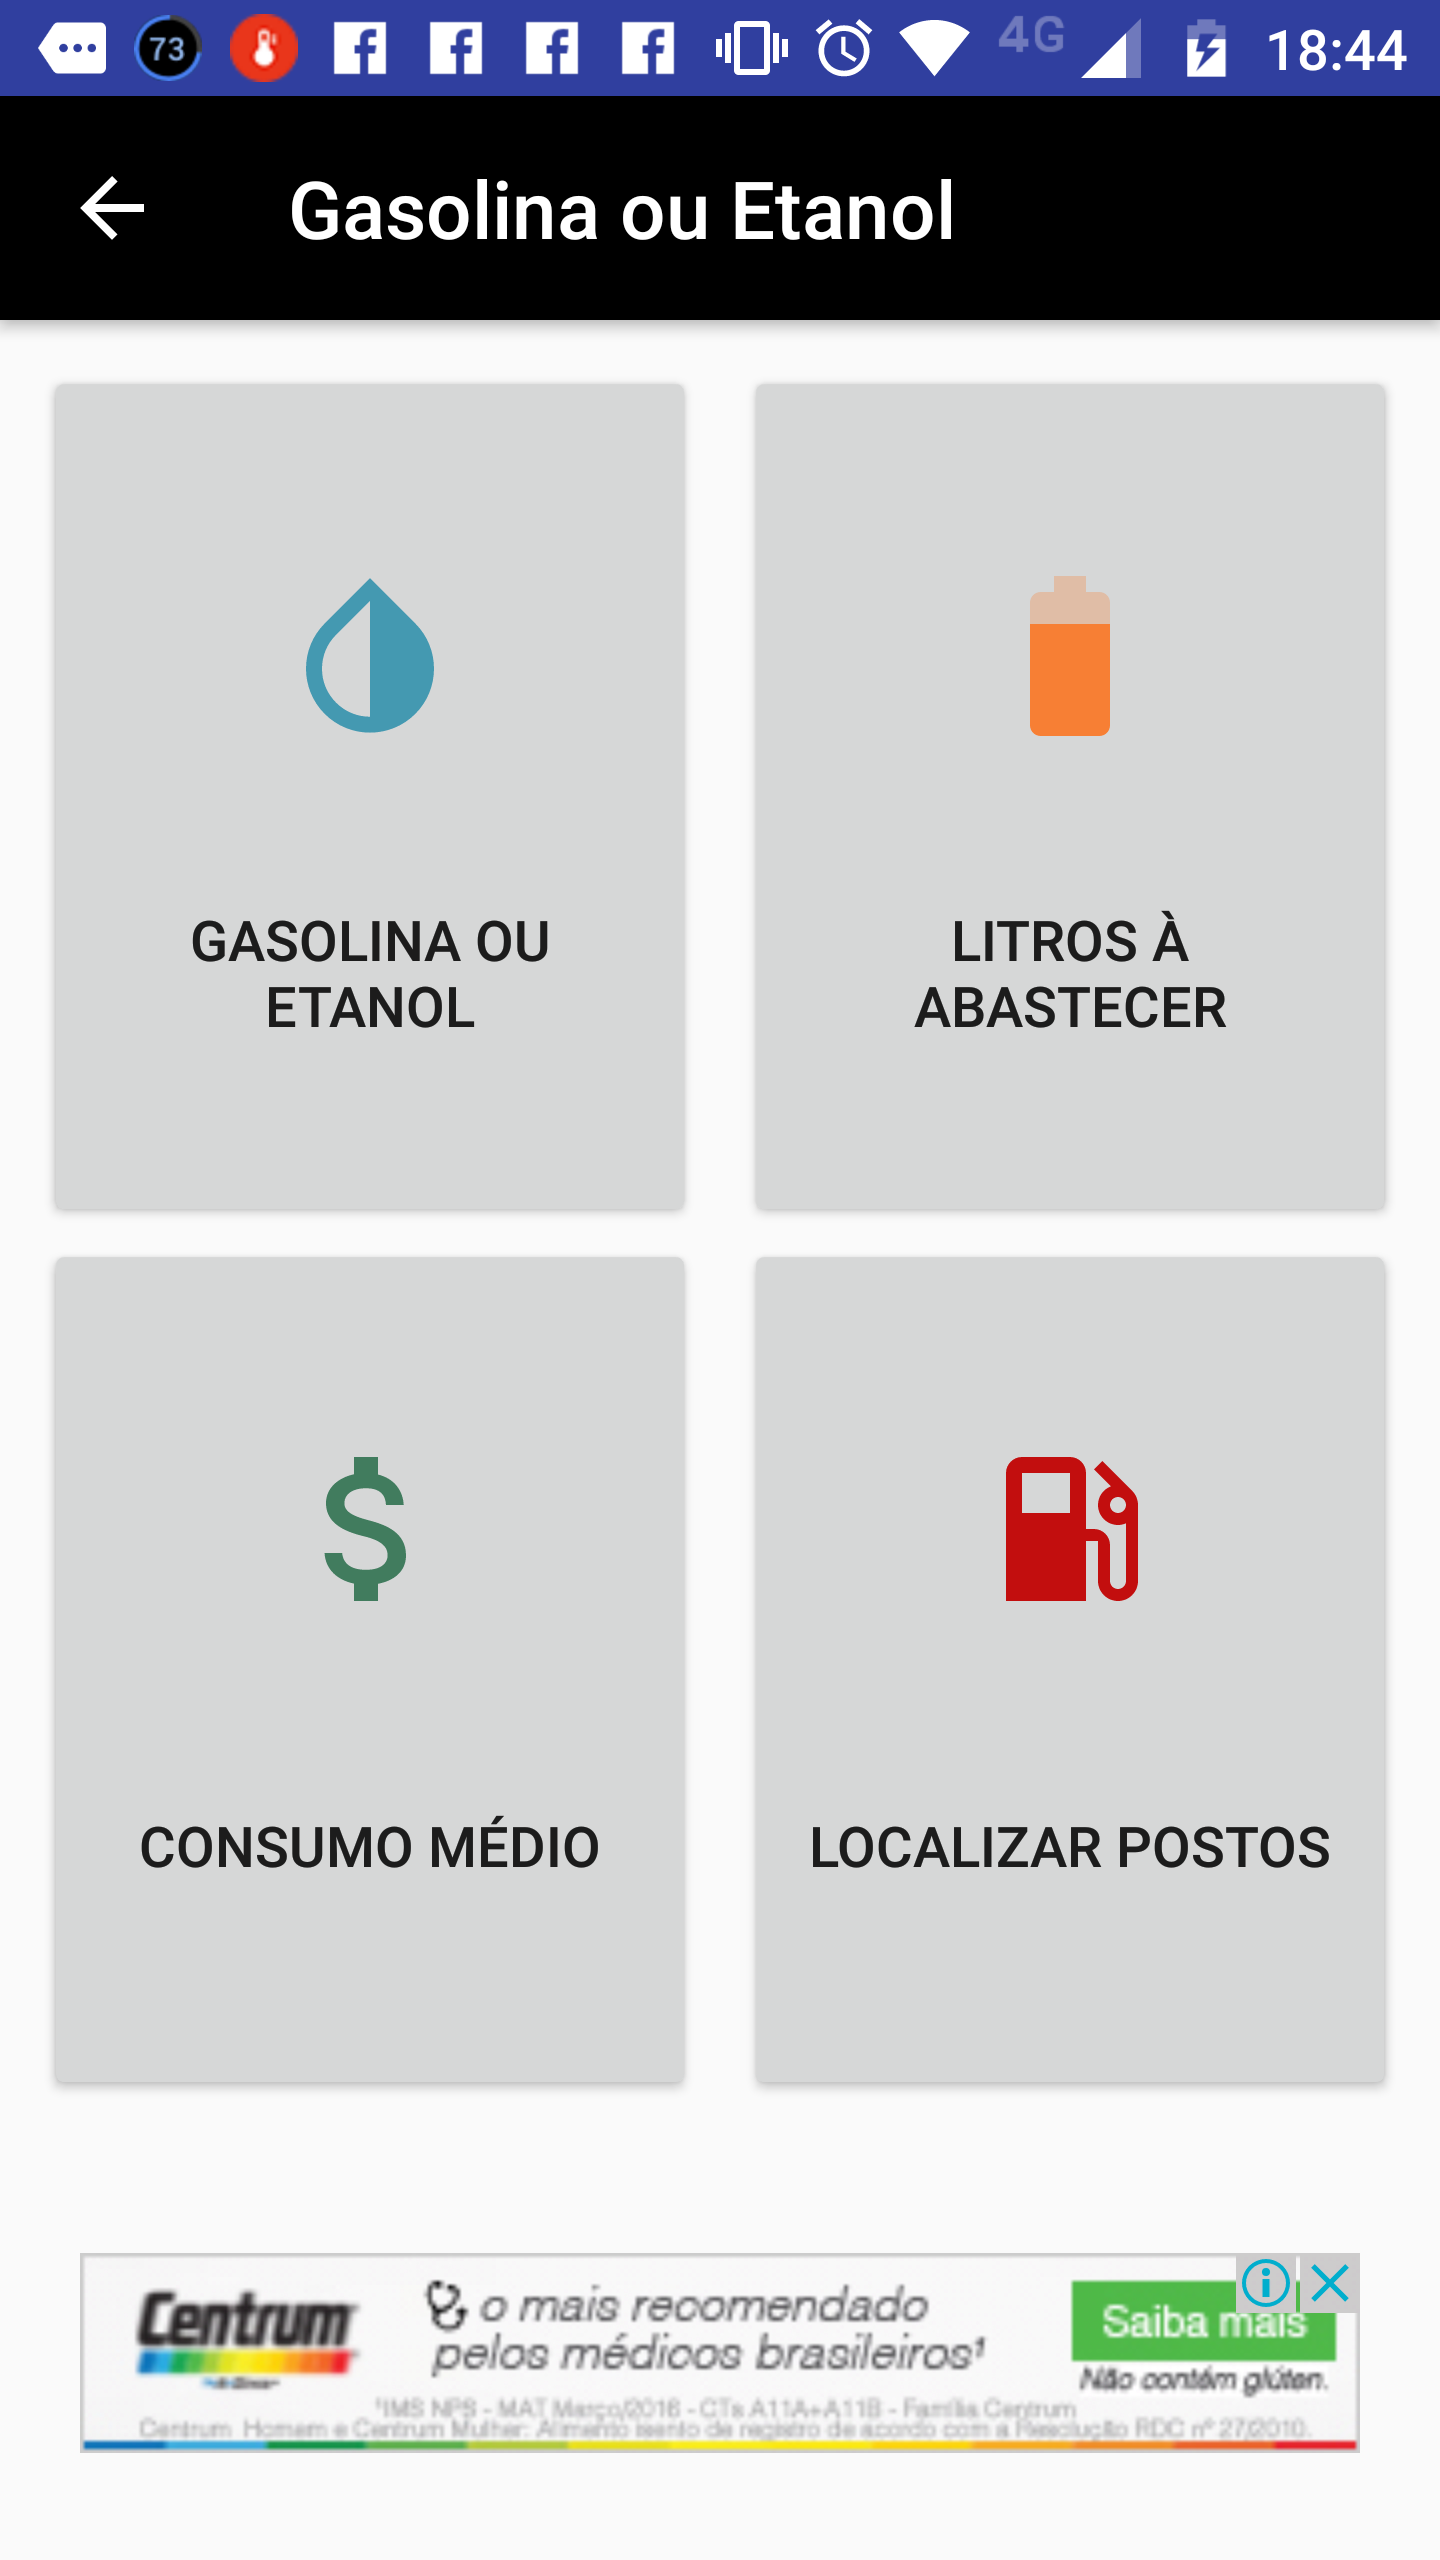 73
4G
18:44
Gasolina ou Etanol
GASOLINA OU
ETANOL
LITROS À
ABASTECER
CONSUMO MÉDIO
LOCALIZAR POSTOS
Centrum
o mais recomendado
pelos médicos brasileiros¹
Saiba mais
Não contém glúten.
¹IMS NPS - MAT Março/2016 - CTs A11A+A11B - Família Centrum
Centrum Homem e Centrum Mulher: Alimento isento de registro de acordo com a Resolução RDC nº 27/2010.